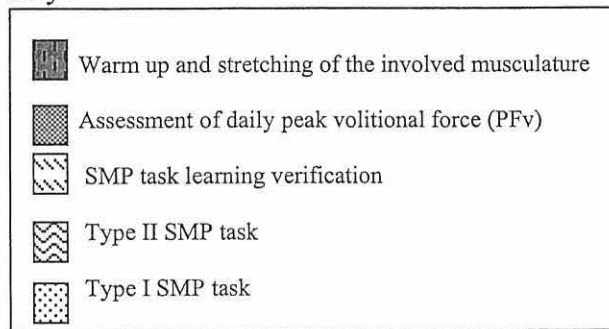 Warm up and stretching of the involved musculature
Assessment of daily peak volitional force (PFv)
SMP task learning verification
Type II SMP task
Type I SMP task